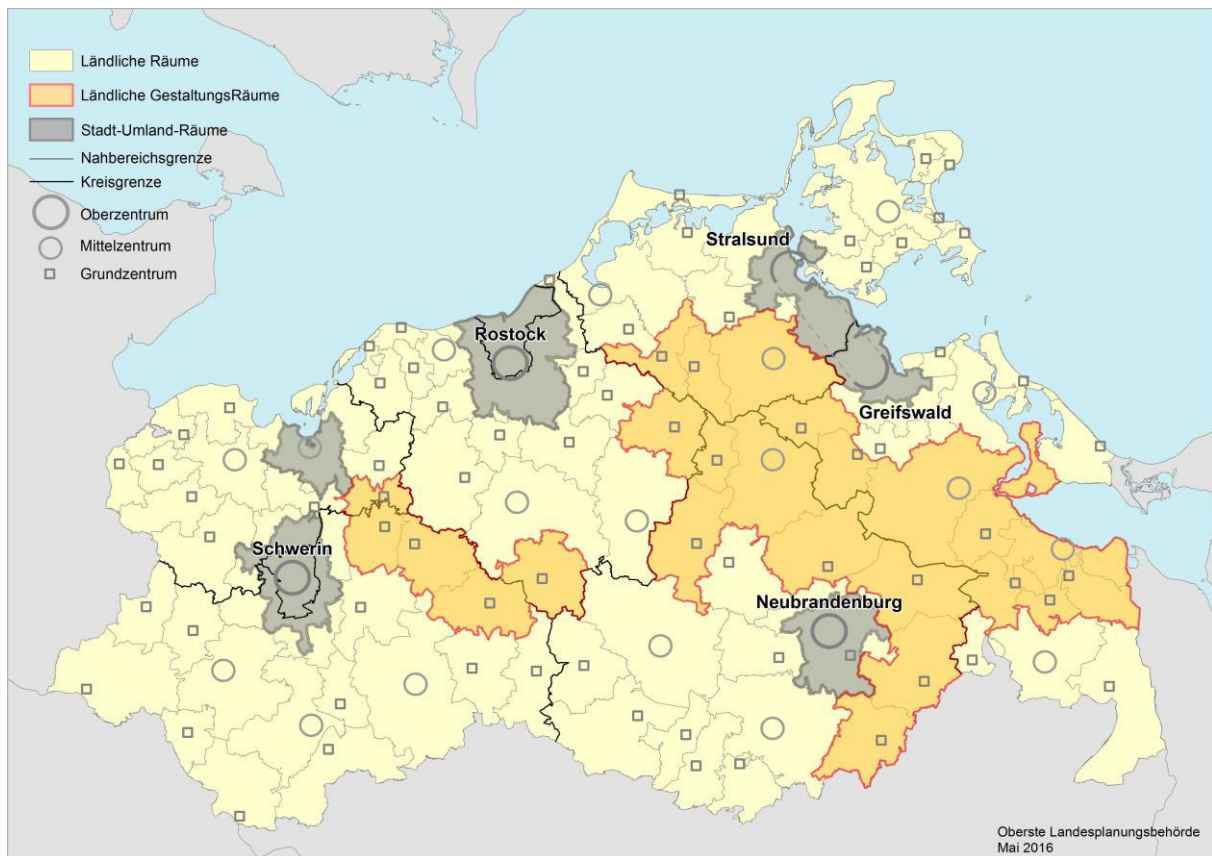 Ländliche Räume
Ländliche GestaltungsRäume
Stadt-Umland-Räume
Nahbereichsgrenze
Kreisgrenze
Oberzentrum
Mittelzentrum
Grundzentrum
Stralsund
Rostock
Greifswald
Schwerin
Neubrandenburg
Oberste Landesplanungsbehörde
Mai 2016